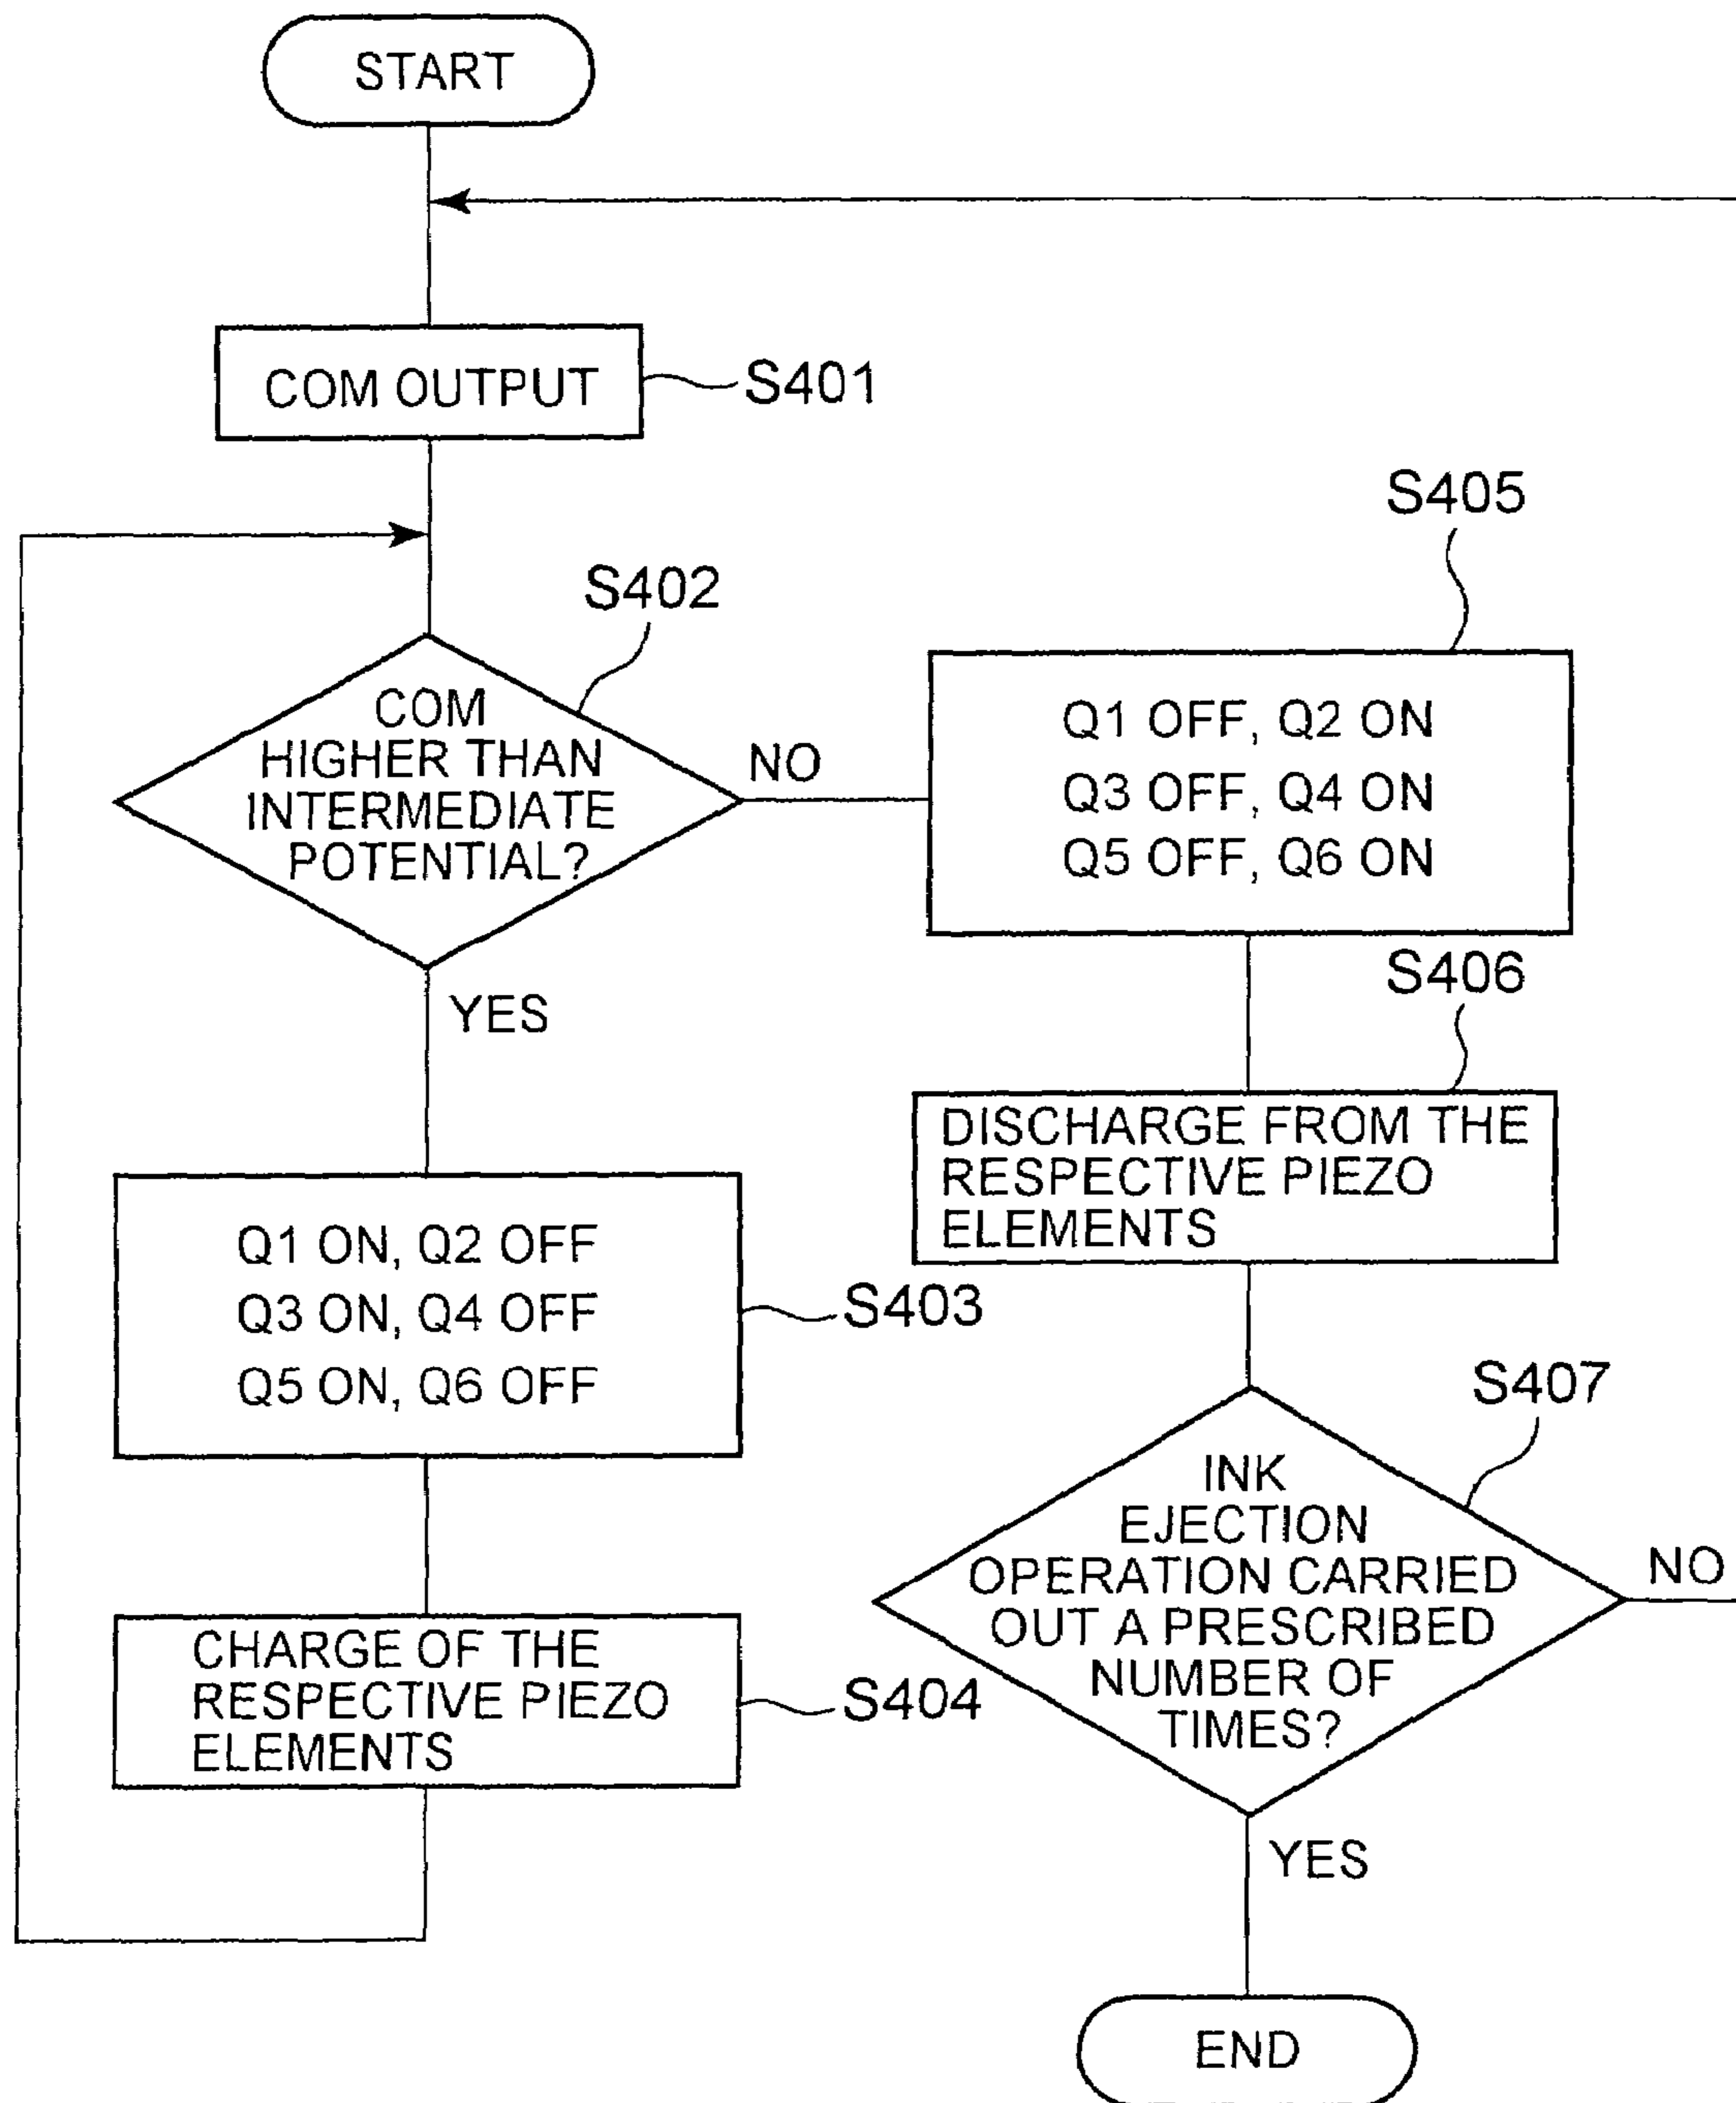 START
COM OUTPUT
S401
S402
COM
HIGHER THAN
INTERMEDIATE
POTENTIAL?
NO
YES
Q1 ON, Q2 OFF
Q3 ON, Q4 OFF
Q5 ON, Q6 OFF
S403
CHARGE OF THE
RESPECTIVE PIEZO
ELEMENTS
S404
S405
Q1 OFF, Q2 ON
Q3 OFF, Q4 ON
Q5 OFF, Q6 ON
S406
DISCHARGE FROM THE
RESPECTIVE PIEZO
ELEMENTS
S407
INK
EJECTION
OPERATION CARRIED
OUT A PRESCRIBED
NUMBER OF
TIMES?
NO
YES
END